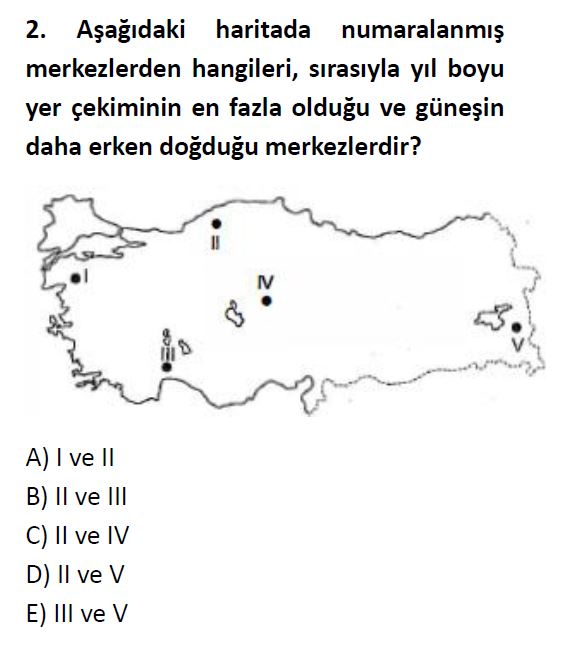 2. Aşağıdaki haritada numaralanmış
merkezlerden hangileri, sırasıyla yıl boyu
yer çekiminin en fazla olduğu ve güneşin
daha erken doğduğu merkezlerdir?
II
I
IV
III
V
A) I ve II
B) II ve III
C) II ve IV
D) II ve V
E) III ve V